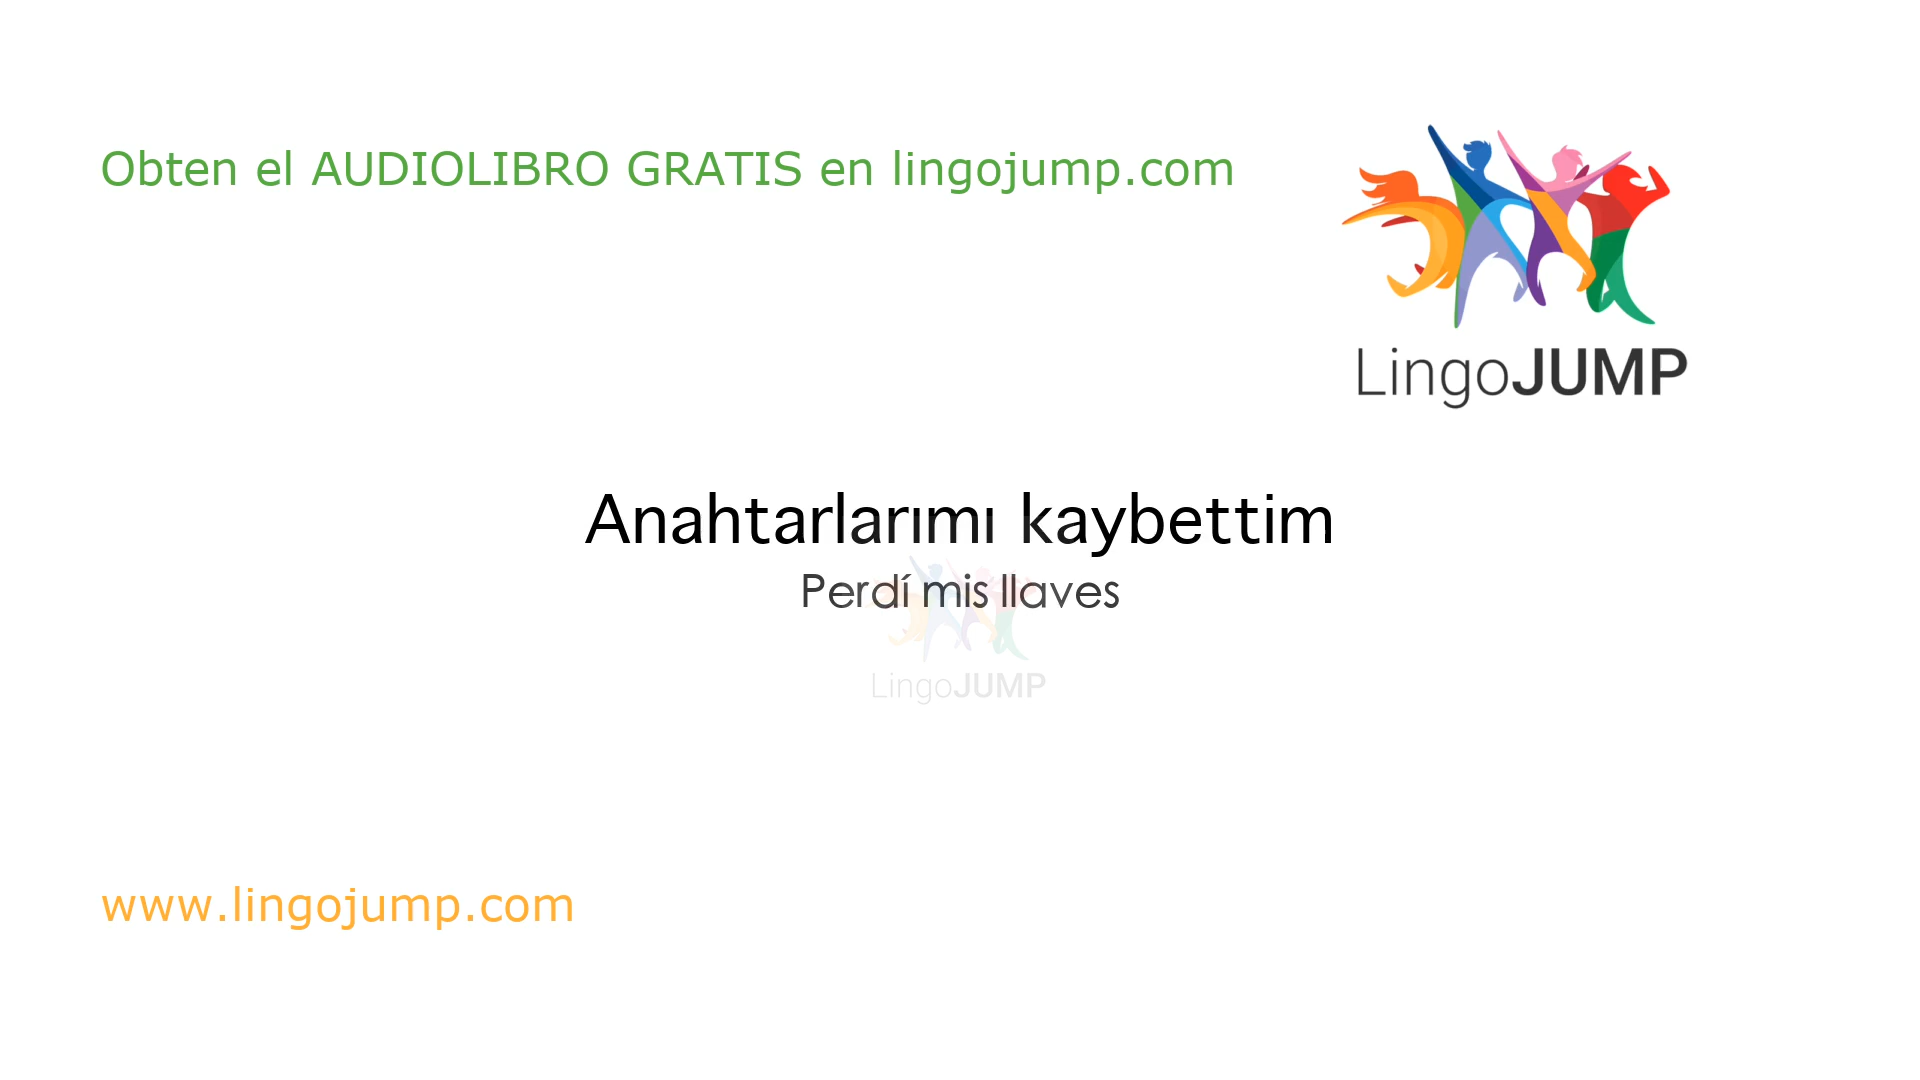 Obten el AUDIOLIBRO GRATIS en lingojump.com
LingoJUMP
Anahtarlarımı kaybettim
Perdí mis llaves
LingoJUMP
www.lingojump.com